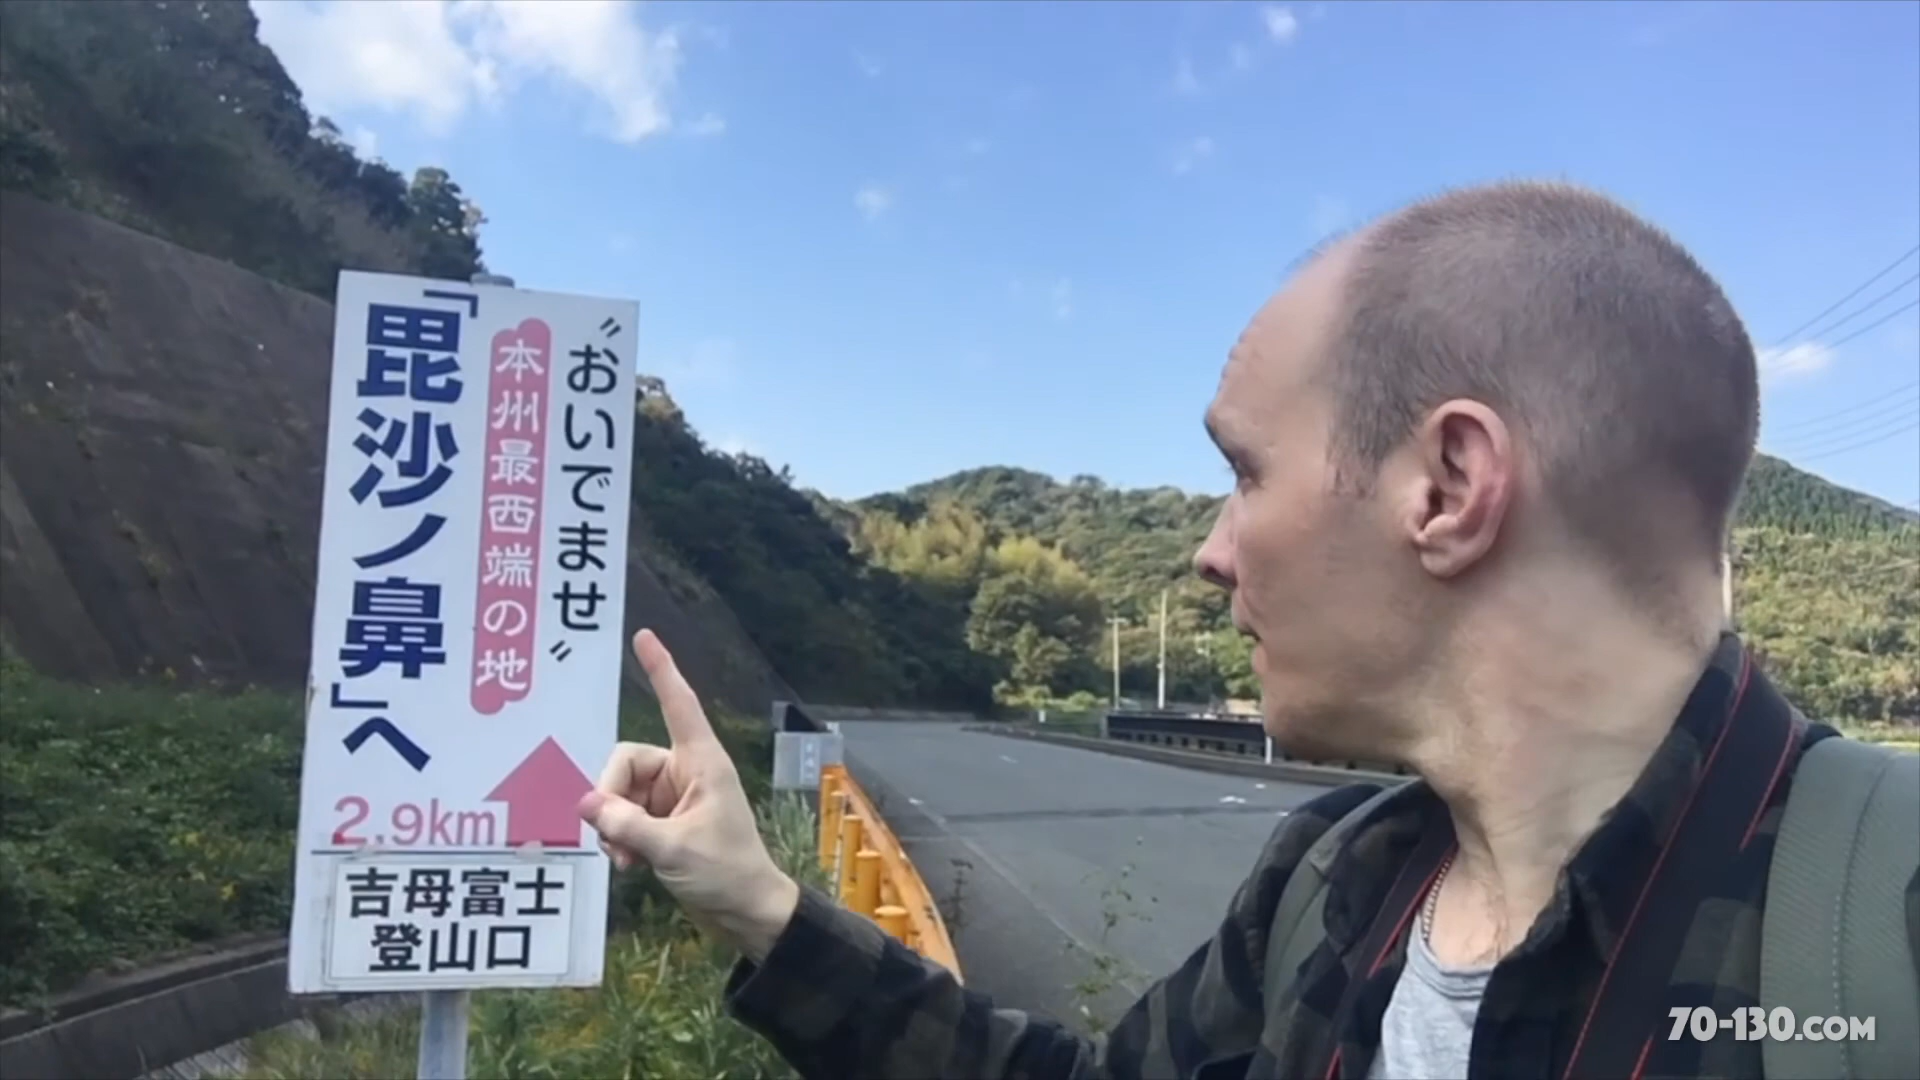 〝おいでませ〟
本州最西端の地
「毘沙ノ鼻」へ
2.9km
吉母富士
登山口
70-130.COM